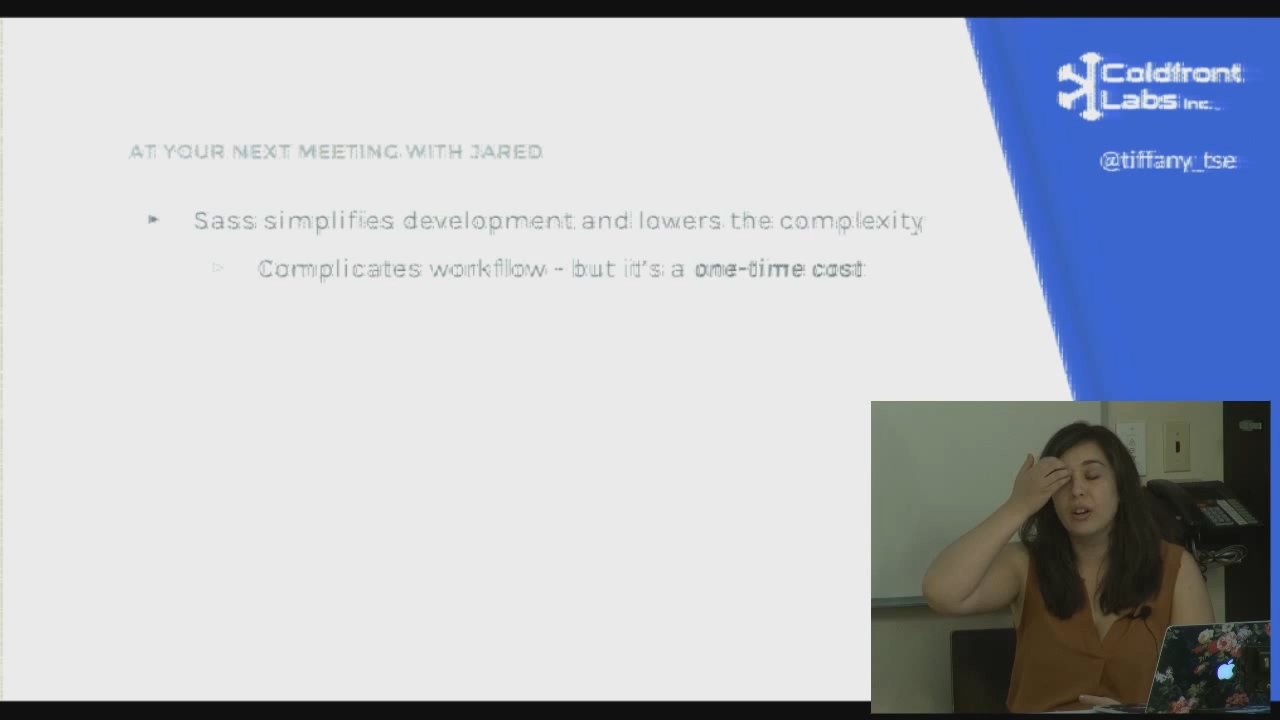 Coldfront
Labs Inc.
@tiffany_tse
AT YOUR NEXT MEETING WITH JARED
Sass simplifies development and lowers the complexity
Complicates workflow - but it's a one-time cost